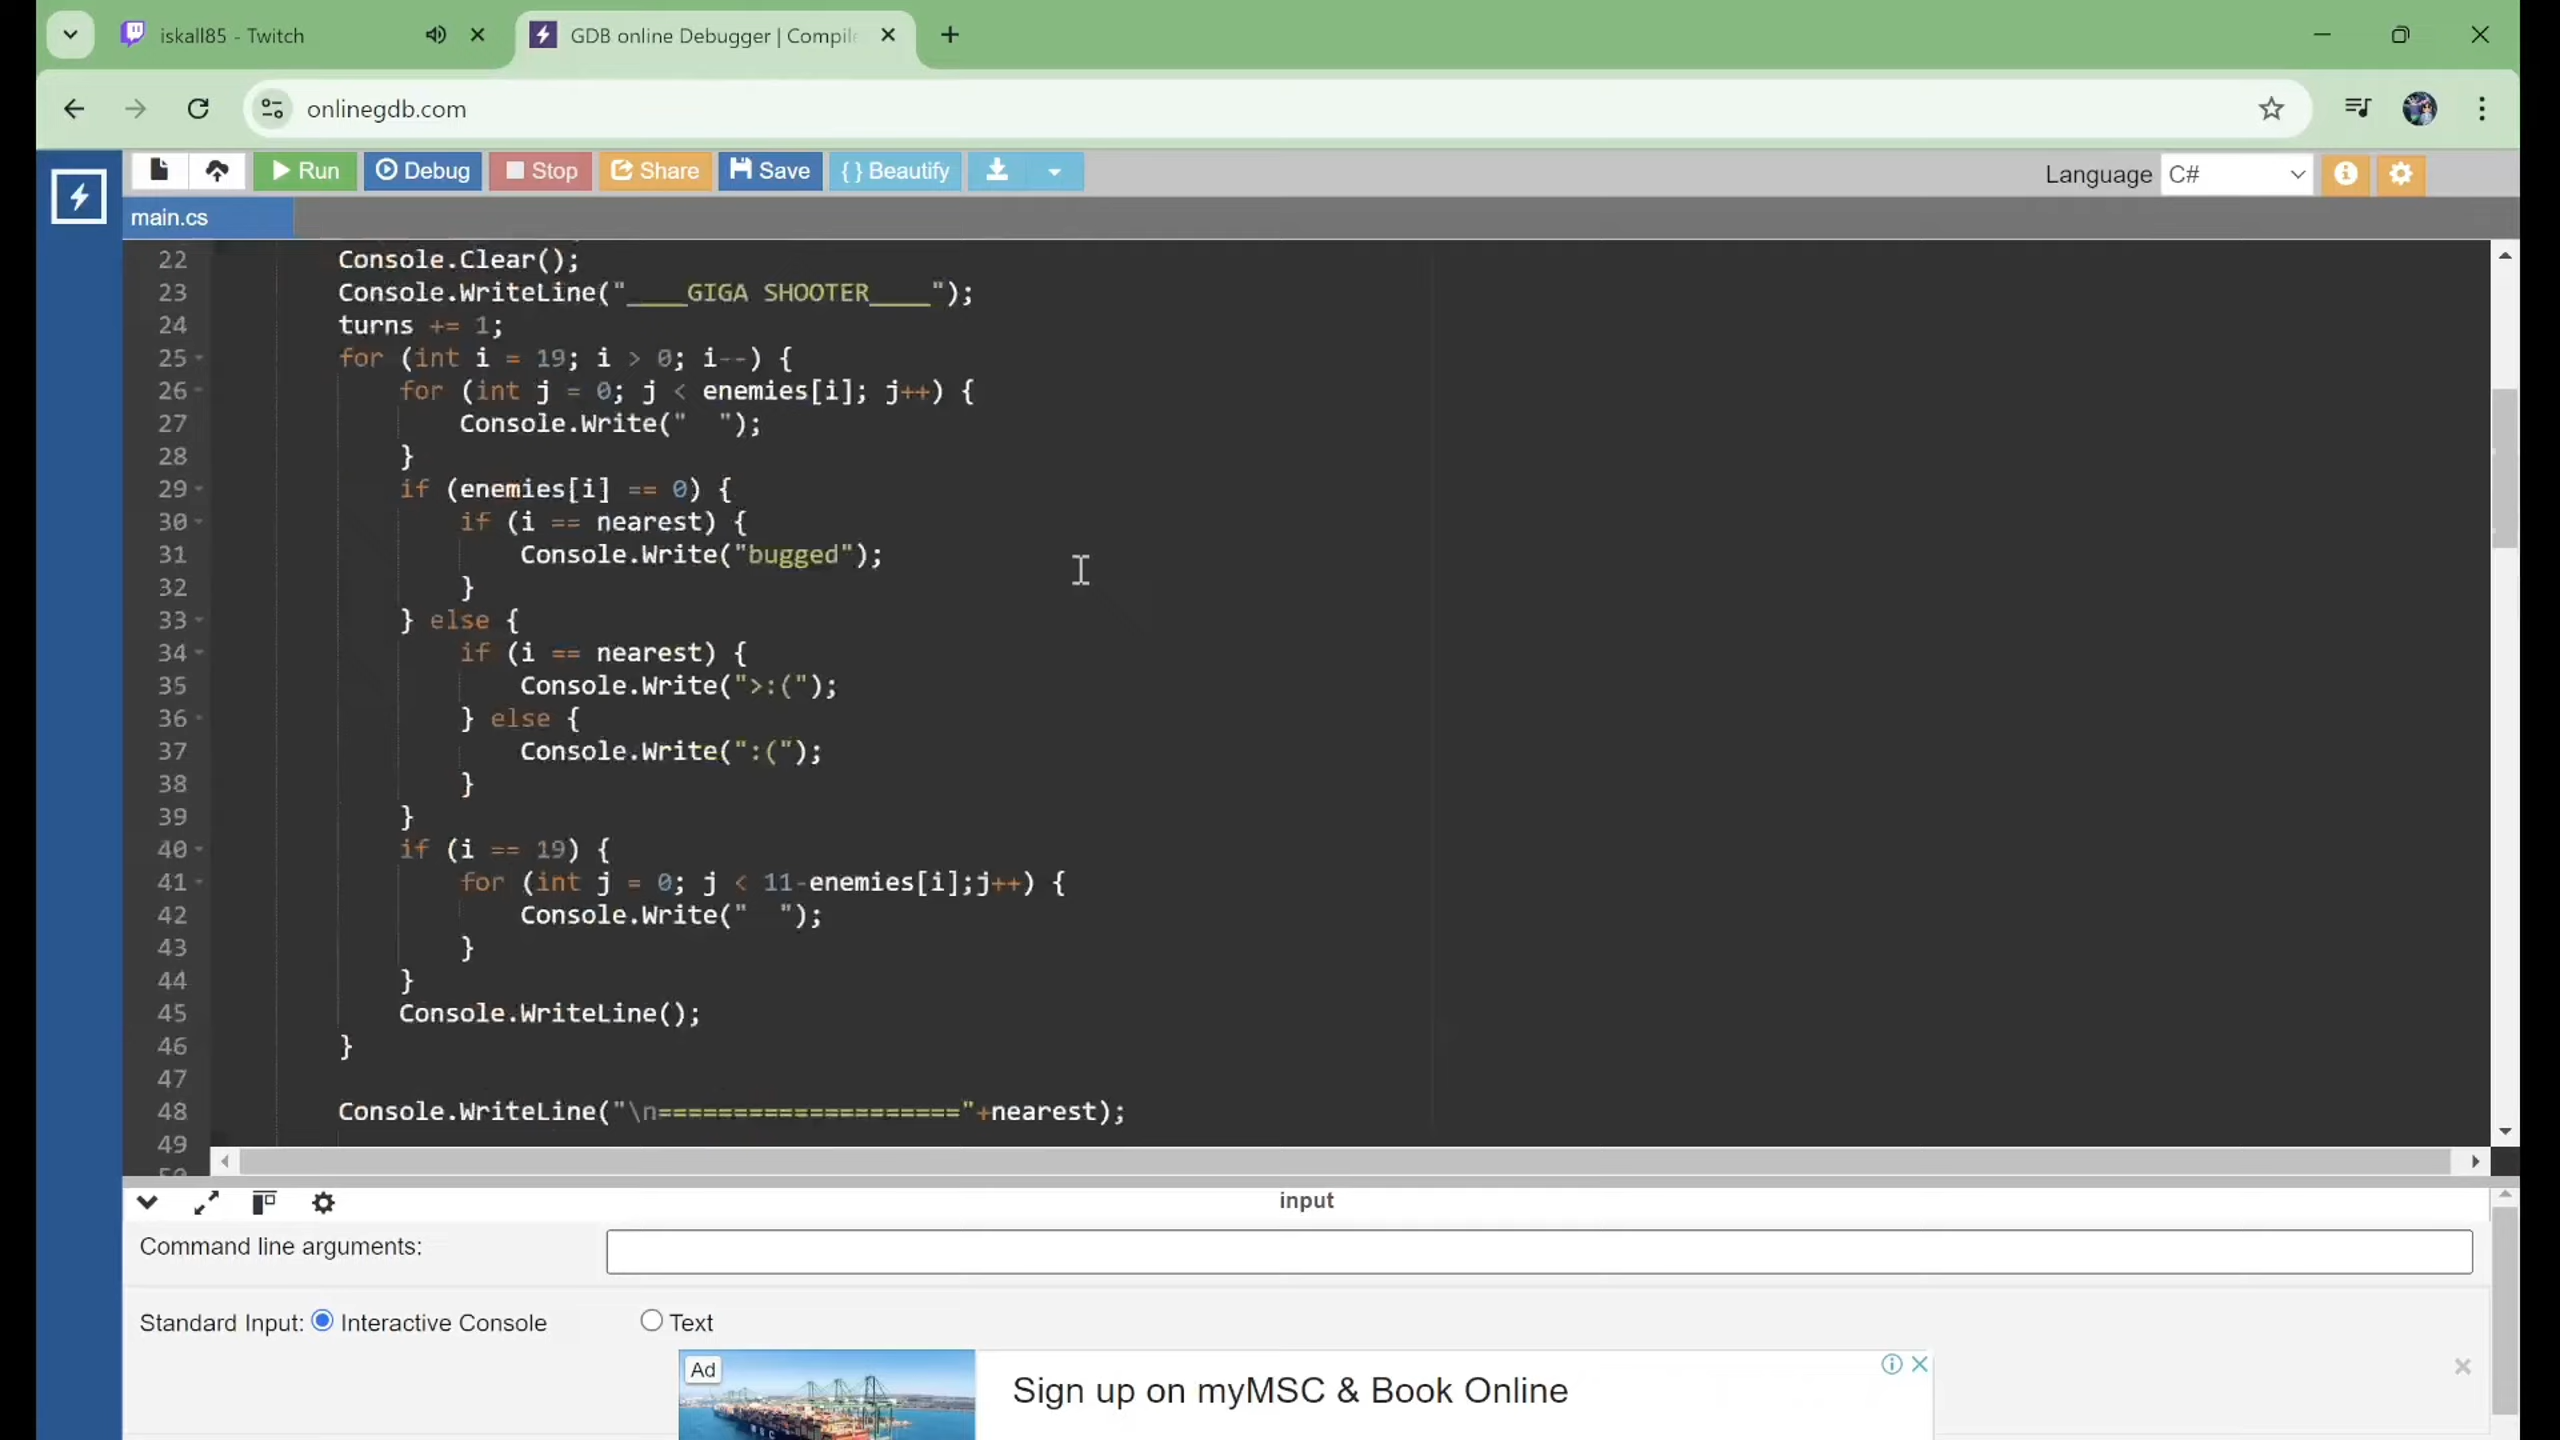 iskall85 - Twitch
GDB online Debugger | Compile
onlinegdb.com
Run
Debug
Stop
Share
Save
{ } Beautify
Language
C#
main.cs
22 Console.Clear();
23 Console.WriteLine("____GIGA SHOOTER____");
24 turns += 1;
25 for (int i = 19; i > 0; i--) {
26 for (int j = 0; j < enemies[i]; j++) {
27 Console.Write("  ");
28 }
29 if (enemies[i] == 0) {
30 if (i == nearest) {
31 Console.Write("bugged");
32 }
33 } else {
34 if (i == nearest) {
35 Console.Write(">:(");
36 } else {
37 Console.Write(":(");
38 }
39 }
40 if (i == 19) {
41 for (int j = 0; j < 11-enemies[i];j++) {
42 Console.Write("  ");
43 }
44 }
45 Console.WriteLine();
46 }
47
48 Console.WriteLine("\n===================="+nearest);
49
50
input
Command line arguments:
Standard Input:
Interactive Console
Text
Ad
Sign up on myMSC & Book Online